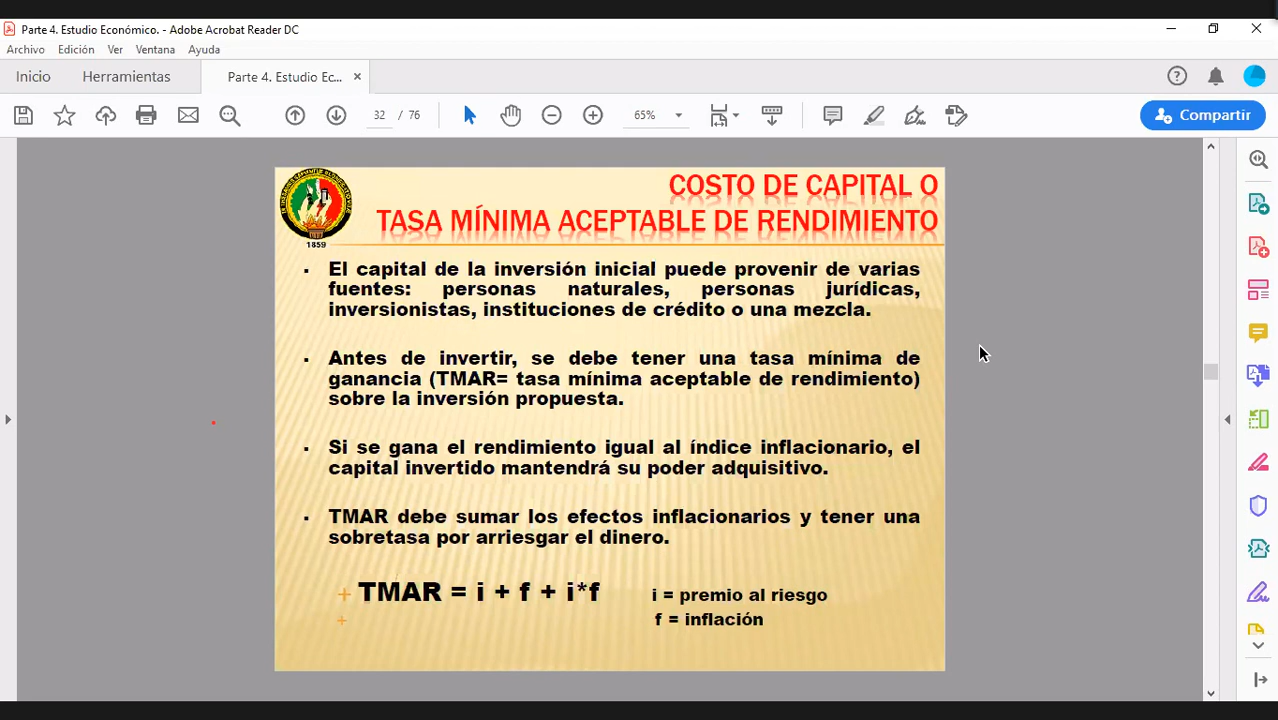 Parte 4. Estudio Económico. - Adobe Acrobat Reader DC
Archivo Edición Ver Ventana Ayuda
Inicio Herramientas Parte 4. Estudio Ec... ×
32 / 76 65% Compartir
COSTO DE CAPITAL O
TASA MÍNIMA ACEPTABLE DE RENDIMIENTO
1859
▪ El capital de la inversión inicial puede provenir de varias
fuentes: personas naturales, personas jurídicas,
inversionistas, instituciones de crédito o una mezcla.
▪ Antes de invertir, se debe tener una tasa mínima de
ganancia (TMAR= tasa mínima aceptable de rendimiento)
sobre la inversión propuesta.
▪ Si se gana el rendimiento igual al índice inflacionario, el
capital invertido mantendrá su poder adquisitivo.
▪ TMAR debe sumar los efectos inflacionarios y tener una
sobretasa por arriesgar el dinero.
+ TMAR = i + f + i*f i = premio al riesgo
+ f = inflación